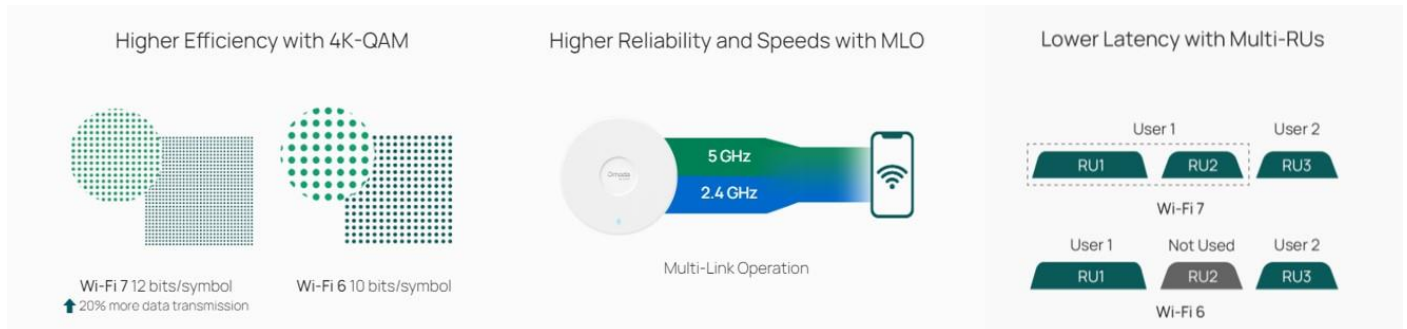 Higher Efficiency with 4K-QAM
Wi-Fi 7 12 bits/symbol
20% more data transmission
Wi-Fi 6 10 bits/symbol
Higher Reliability and Speeds with MLO
Omada
5 GHz
2.4 GHz
Multi-Link Operation
Lower Latency with Multi-RUs
User 1 User 2
RU1 RU2 RU3
Wi-Fi 7
User 1 Not Used User 2
RU1 RU2 RU3
Wi-Fi 6